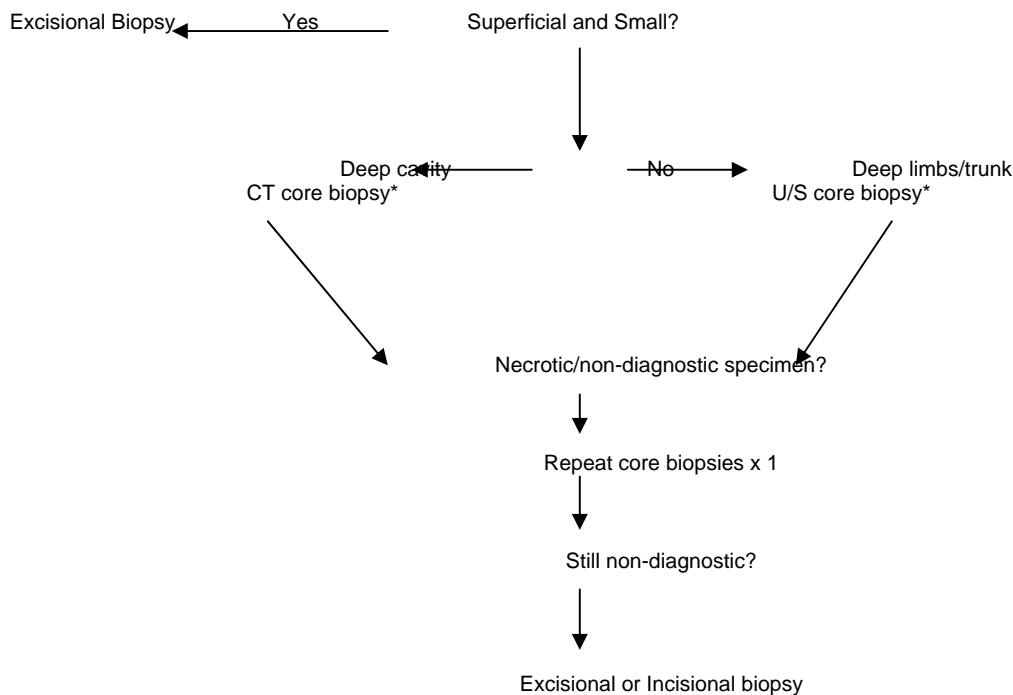 Excisional Biopsy
Yes
Superficial and Small?
Deep cavity
No
Deep limbs/trunk
CT core biopsy*
U/S core biopsy*
Necrotic/non-diagnostic specimen?
Repeat core biopsies x 1
Still non-diagnostic?
Excisional or Incisional biopsy